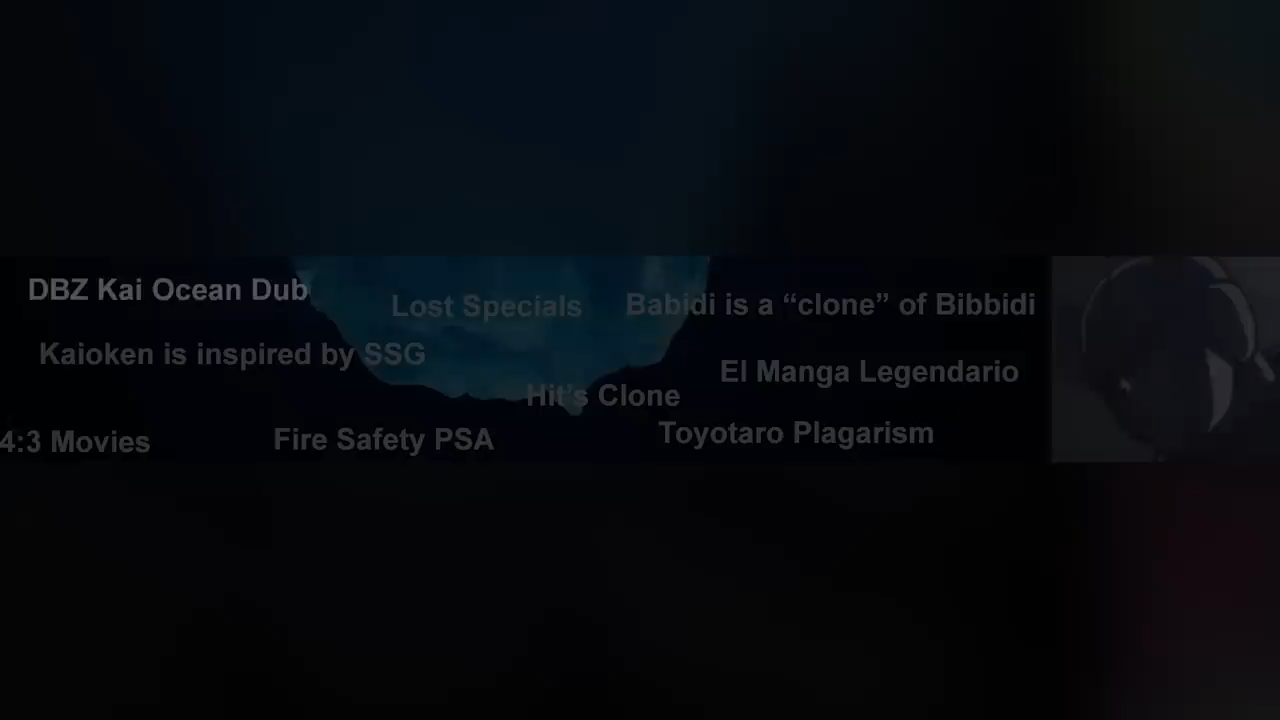 DBZ Kai Ocean Dub
Lost Specials
Babidi is a “clone” of Bibbidi
Kaioken is inspired by SSG
El Manga Legendario
Hit’s Clone
4:3 Movies
Fire Safety PSA
Toyotaro Plagarism